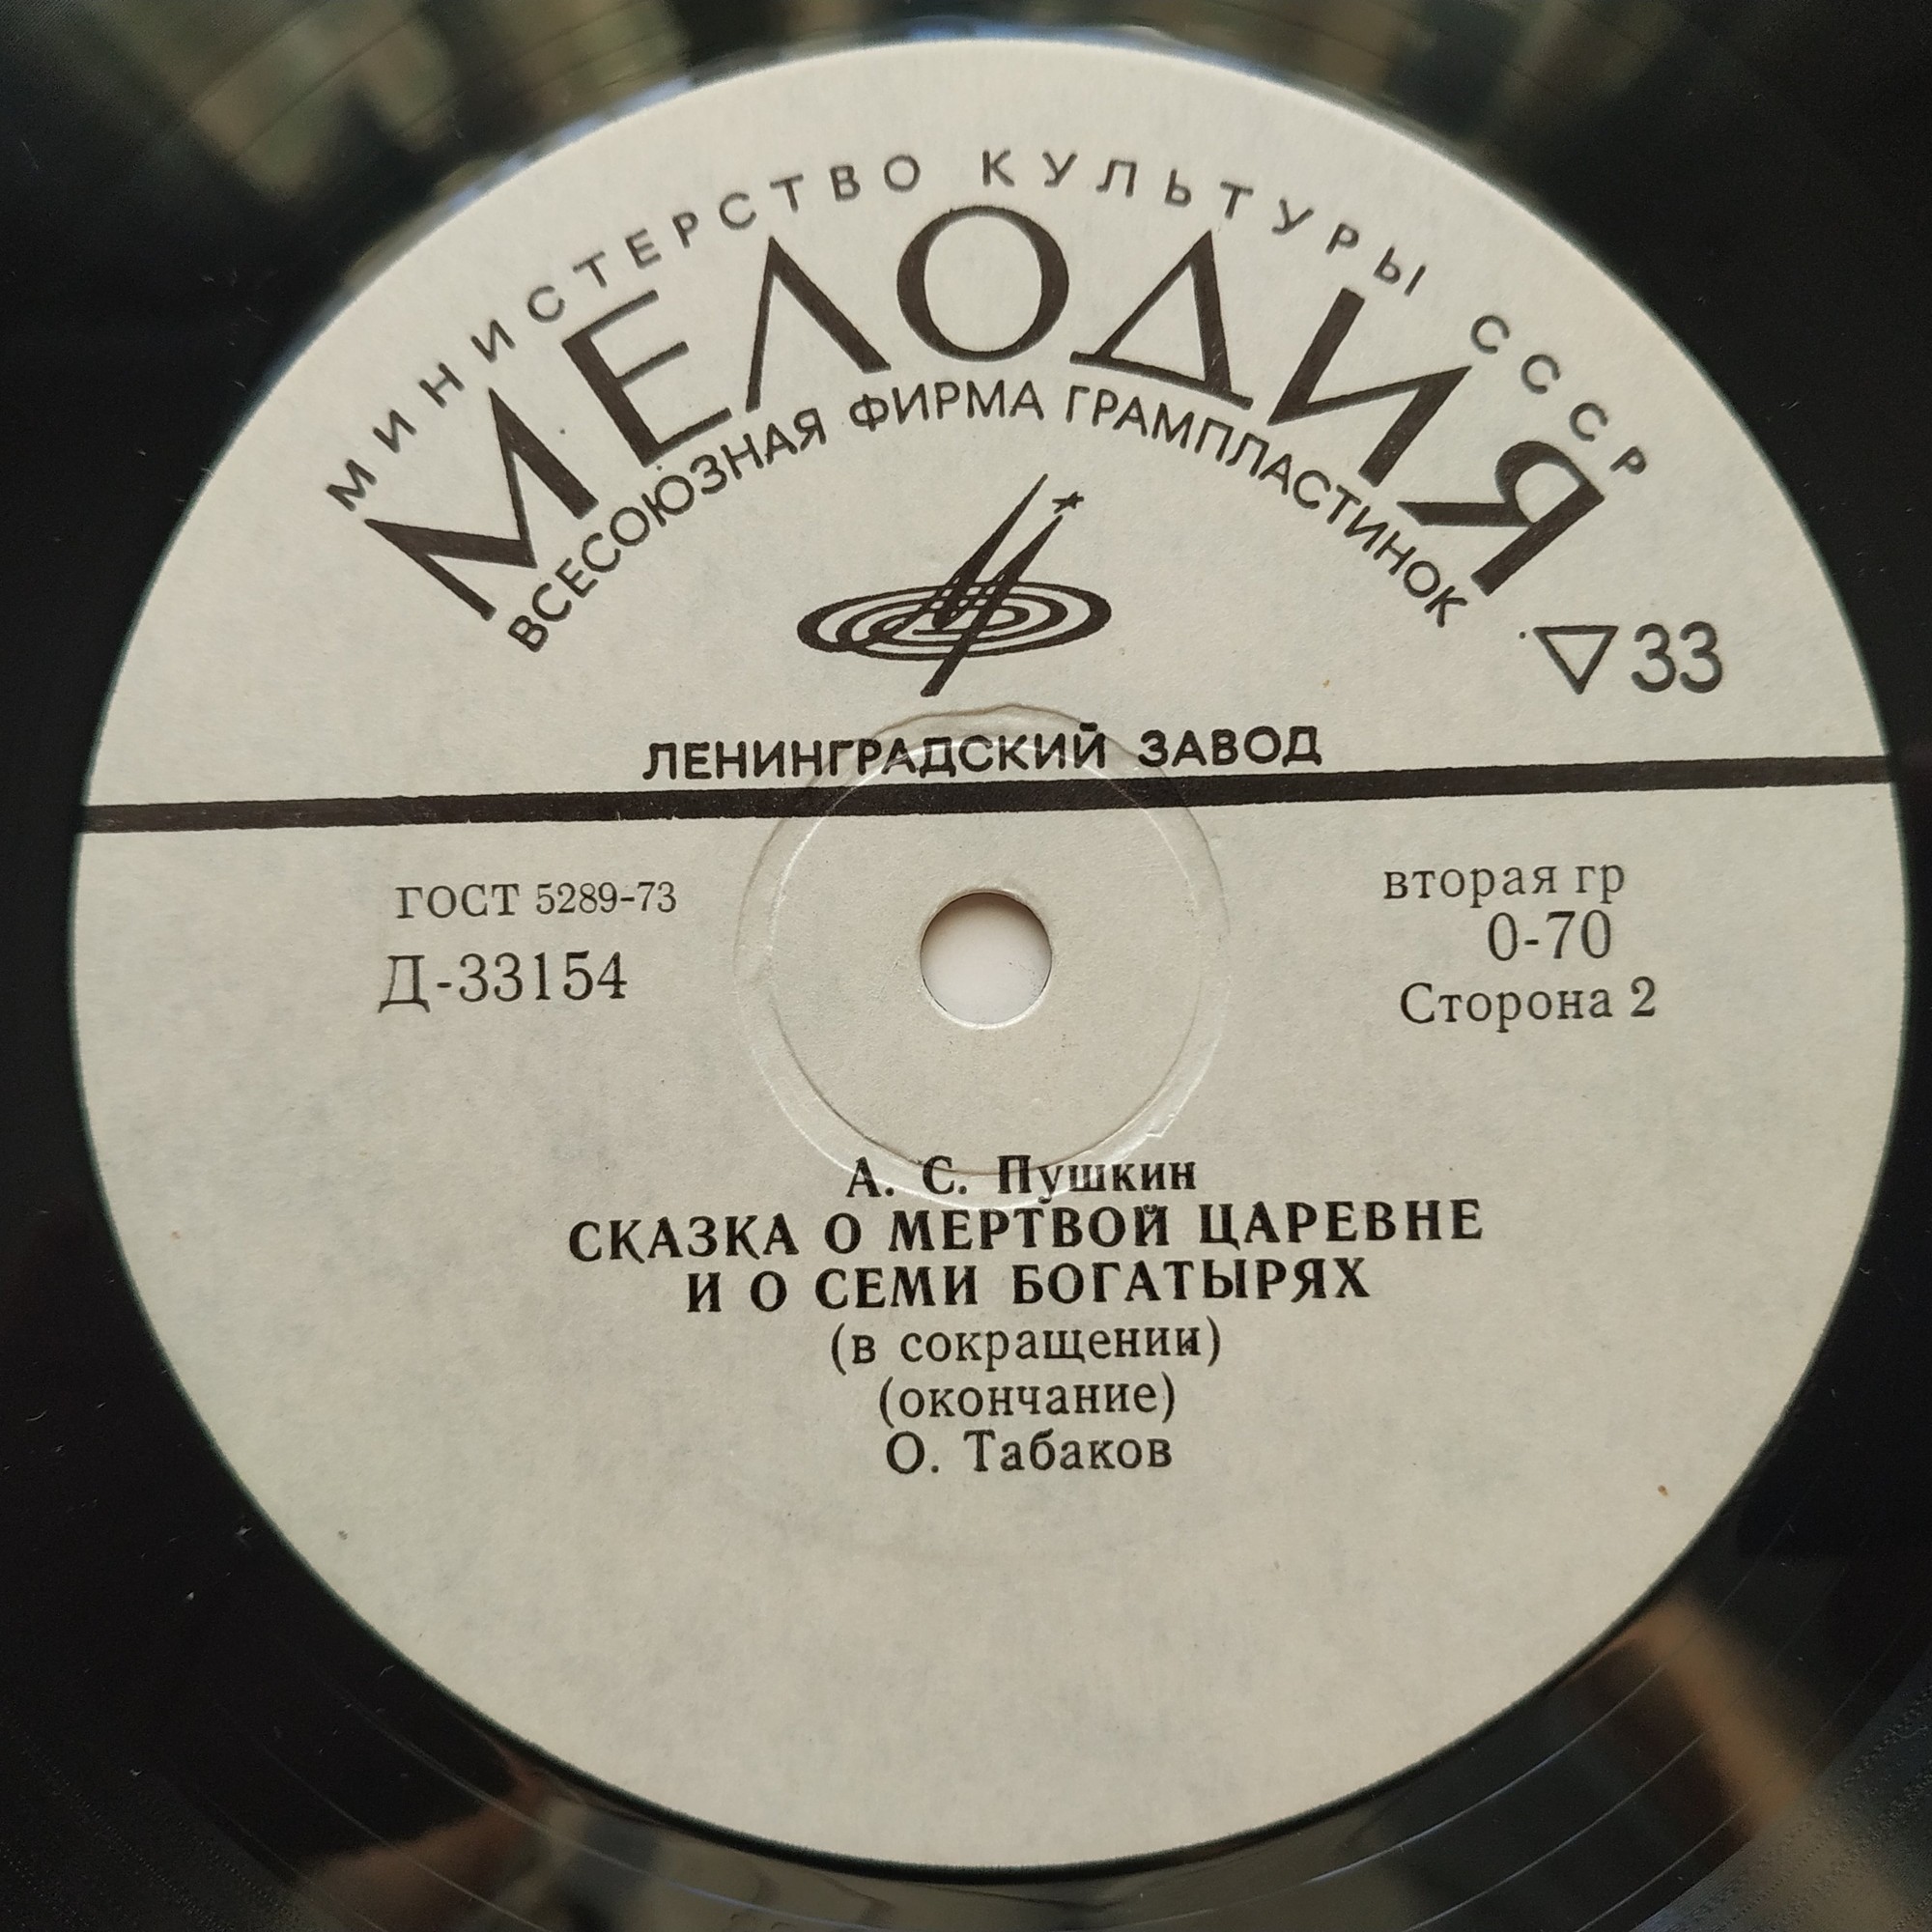 МИНИСТЕРСТВО КУЛЬТУРЫ СССР
МЕЛОДИЯ
ВСЕСОЮЗНАЯ ФИРМА ГРАМПЛАСТИНОК
▽33
ЛЕНИНГРАДСКИЙ ЗАВОД
ГОСТ 5289-73
Д-33154
вторая гр
0-70
Сторона 2
А. С. Пушкин
СКАЗКА О МЕРТВОЙ ЦАРЕВНЕ
И О СЕМИ БОГАТЫРЯХ
(в сокращении)
(окончание)
О. Табаков